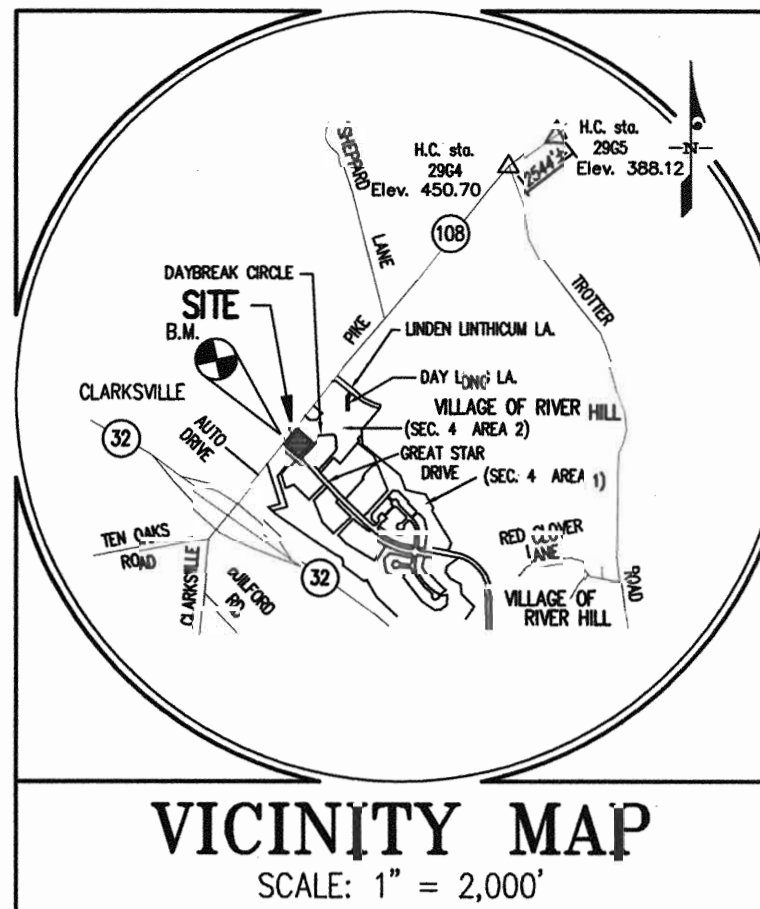 H.C. sta.
29G5
Elev. 388.12
H.C. sta.
29G4
Elev. 450.70
2544'±
N
SHEPPARD
LANE
108
TROTTER
ROAD
DAYBREAK CIRCLE
SITE
B.M.
PIKE
LINDEN LINTHICUM LA.
CLARKSVILLE
DAY LONG LA.
VILLAGE OF RIVER HILL
(SEC. 4 AREA 2)
AUTO
DRIVE
32
GREAT STAR
DRIVE
(SEC. 4 AREA 1)
TEN OAKS
ROAD
RED CLOVER
LANE
32
CLARKSVILLE
GUILFORD
RD.
VILLAGE OF
RIVER HILL
VICINITY MAP
SCALE: 1" = 2,000'